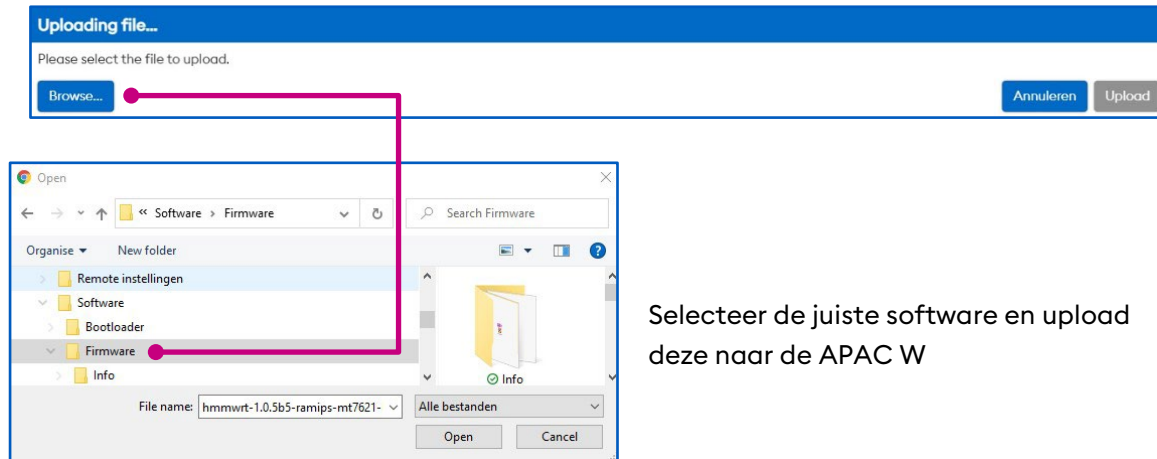 Uploading file...
Please select the file to upload.
Browse...
Annuleren
Upload
Open
« Software › Firmware
Search Firmware
Organise
New folder
Remote instellingen
Software
Bootloader
Firmware
Info
Info
File name:
hmmwrt-1.0.5b5-ramips-mt7621-
Alle bestanden
Open
Cancel
Selecteer de juiste software en upload
deze naar de APAC W